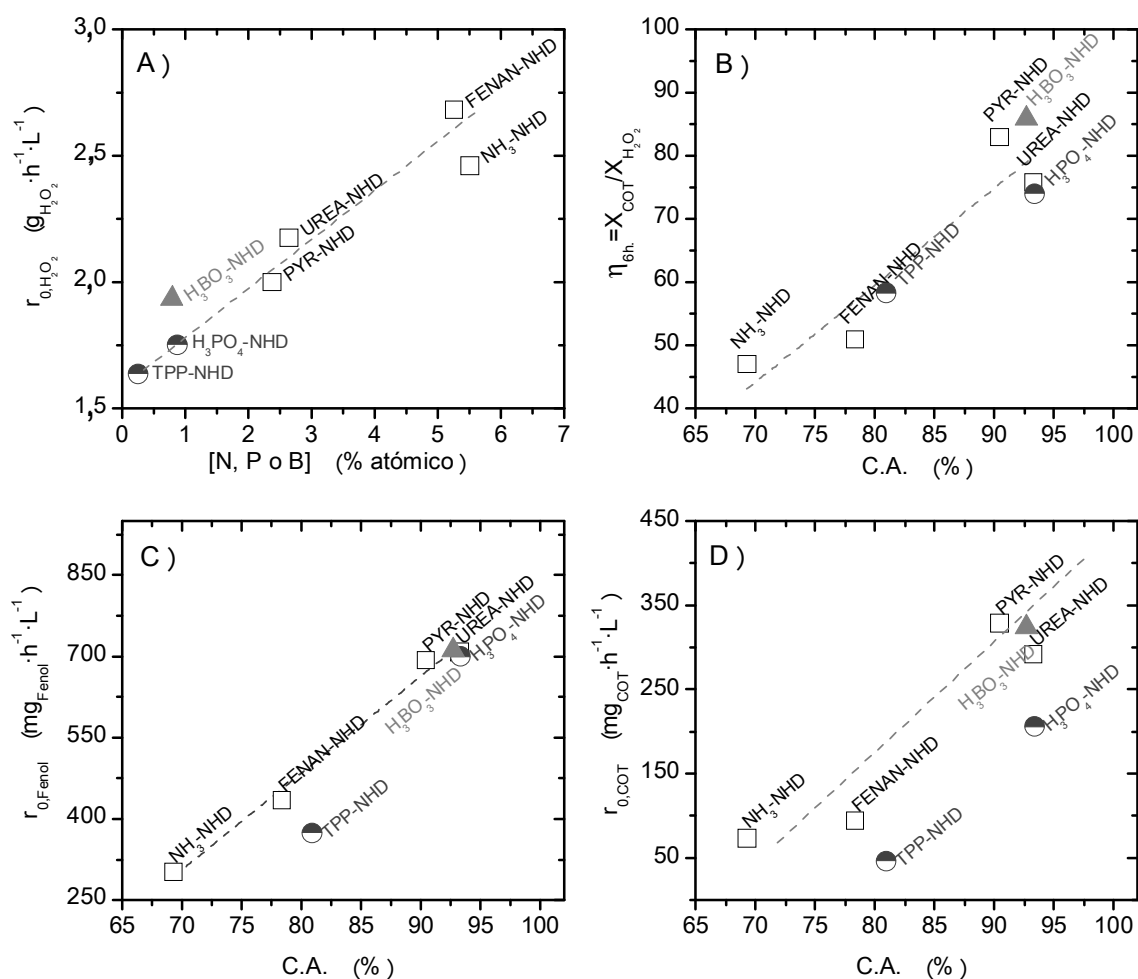 A )
3,0
2,5
2,0
1,5
r0,H2O2 (gH2O2·h-1·L-1)
FENAN-NHD
NH3-NHD
UREA-NHD
PYR-NHD
H3BO3-NHD
H3PO4-NHD
TPP-NHD
0 1 2 3 4 5 6 7
[N, P o B] (% atómico )
B )
100
90
80
70
60
50
40
η6h. =XCOT/XH2O2
PYR-NHD
H3BO3-NHD
UREA-NHD
H3PO4-NHD
FENAN-NHD
TPP-NHD
NH3-NHD
65 70 75 80 85 90 95 100
C.A. (%)
C )
850
700
550
400
250
r0,Fenol (mgFenol·h-1·L-1)
PYR-NHD
UREA-NHD
H3PO4-NHD
H3BO3-NHD
FENAN-NHD
TPP-NHD
NH3-NHD
65 70 75 80 85 90 95 100
C.A. (%)
D )
450
350
250
150
50
r0,COT (mgCOT·h-1·L-1)
PYR-NHD
UREA-NHD
H3BO3-NHD
H3PO4-NHD
FENAN-NHD
NH3-NHD
TPP-NHD
65 70 75 80 85 90 95 100
C.A. (%)